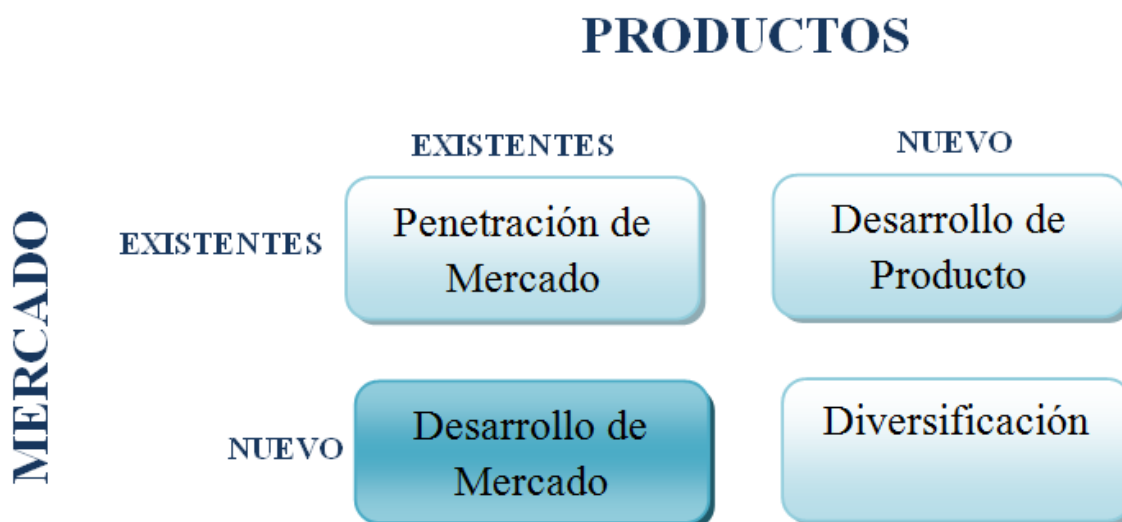 PRODUCTOS
EXISTENTES
NUEVO
MERCADO
EXISTENTES
Penetración de
Mercado
Desarrollo de
Producto
NUEVO
Desarrollo de
Mercado
Diversificación